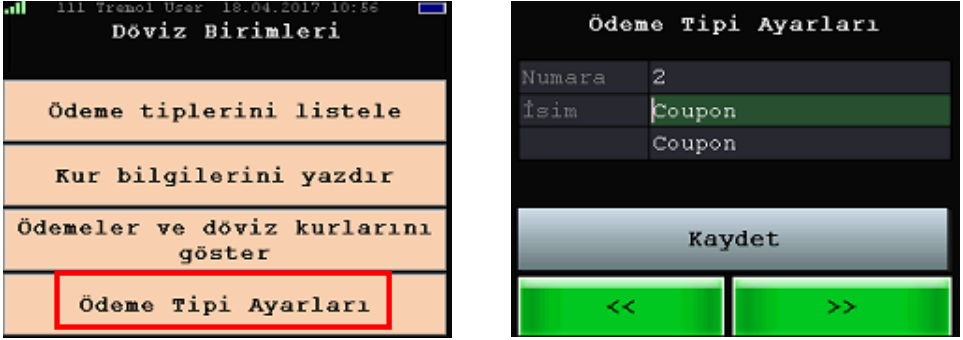 111 Tremol User 18.04.2017 10:56
Döviz Birimleri
Ödeme tiplerini listele
Kur bilgilerini yazdır
Ödemeler ve döviz kurlarını
göster
Ödeme Tipi Ayarları
Ödeme Tipi Ayarları
Numara 2
İsim Coupon
Coupon
Kaydet
<< >>